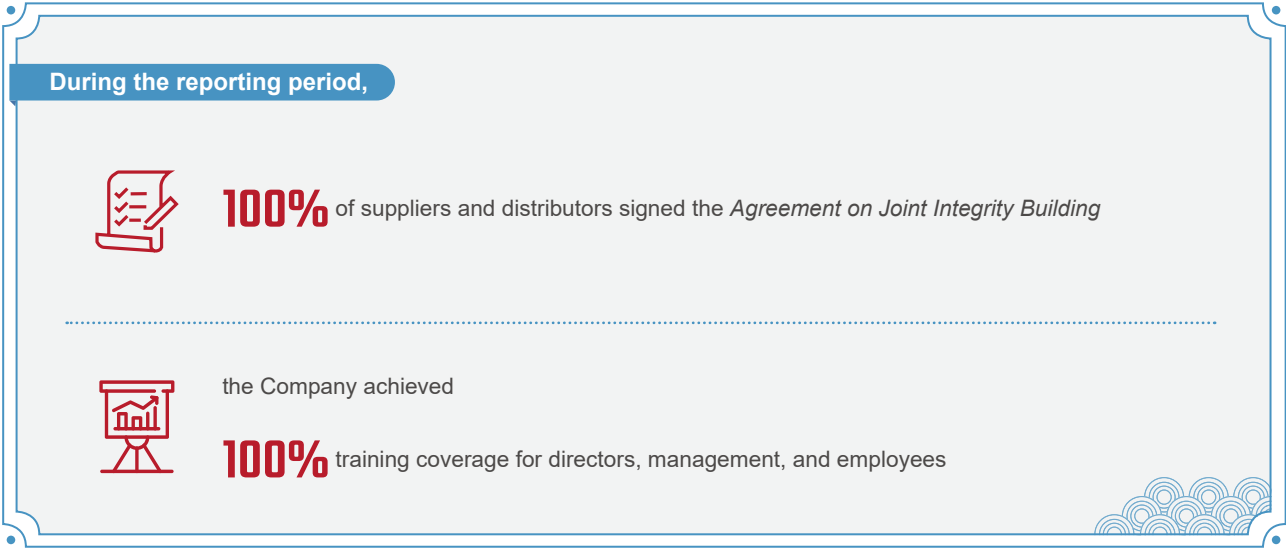 During the reporting period,
100% of suppliers and distributors signed the Agreement on Joint Integrity Building
the Company achieved
100% training coverage for directors, management, and employees